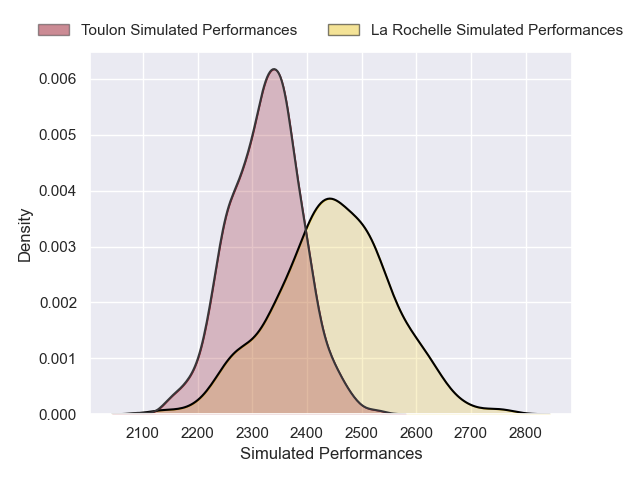 Toulon Simulated Performances La Rochelle Simulated Performances
0.006
0.005
0.004
0.003
0.002
0.001
0.000
Density
2100 2200 2300 2400 2500 2600 2700 2800
Simulated Performances